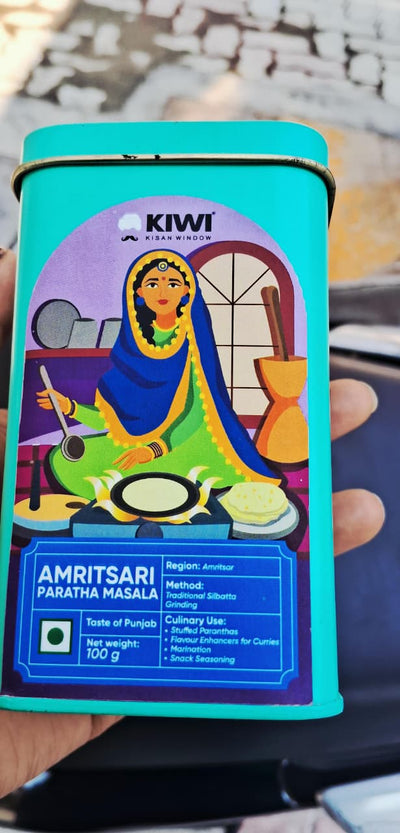 KIWI
KISAN WINDOW
AMRITSARI
PARATHA MASALA
Taste of Punjab
Net weight:
100 g
Region: Amritsar
Method:
Traditional Silbatta
Grinding
Culinary Use:
• Stuffed Paranthas
• Flavour Enhancers for Curries
• Marination
• Snack Seasoning